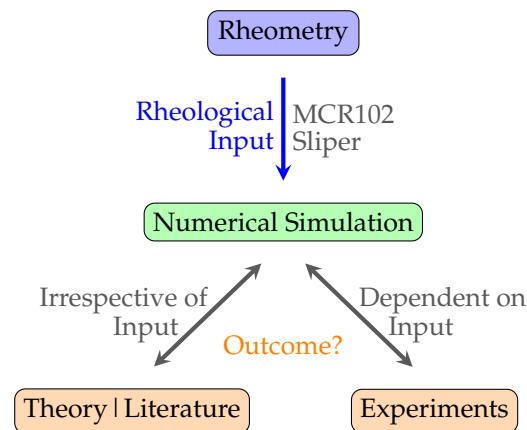 Rheometry
Rheological
Input
MCR102
Sliper
Numerical Simulation
Irrespective of
Input
Dependent on
Input
Outcome?
Theory | Literature
Experiments